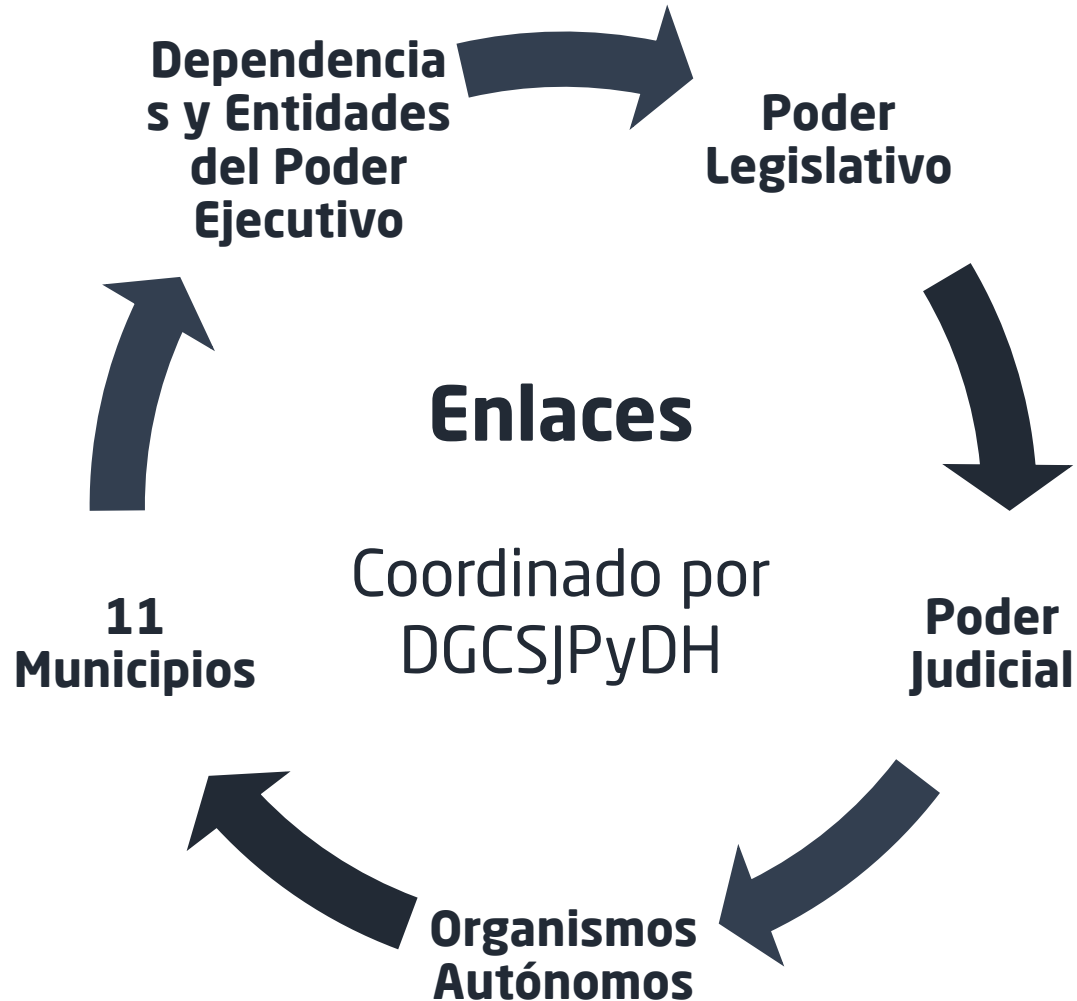 Dependencia
s y Entidades
del Poder
Ejecutivo
Poder
Legislativo
Enlaces
Coordinado por
DGCSJPyDH
11
Municipios
Poder
Judicial
Organismos
Autónomos